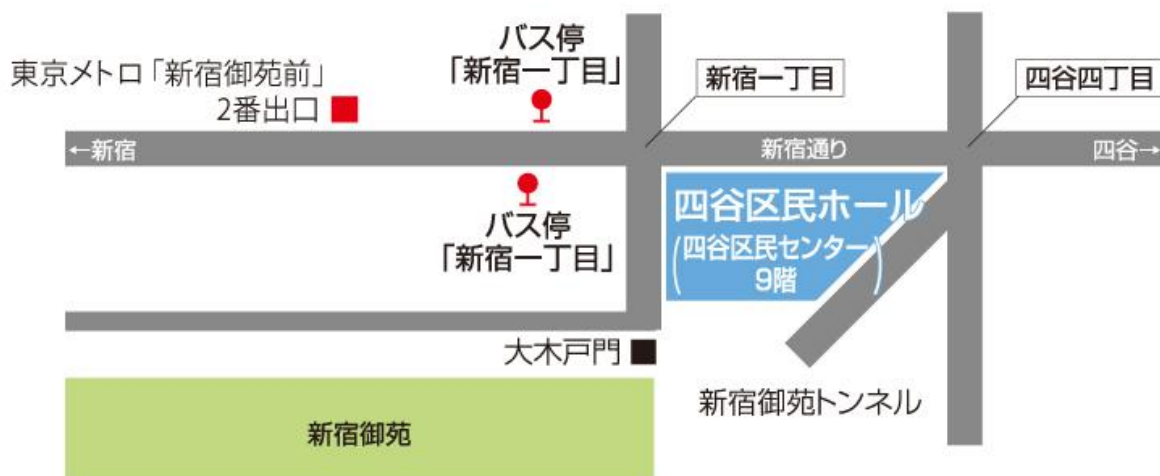 バス停
「新宿一丁目」
東京メトロ「新宿御苑前」
2番出口
新宿一丁目
四谷四丁目
←新宿
新宿通り
四谷→
四谷区民ホール
(四谷区民センター)
9階
バス停
「新宿一丁目」
大木戸門
新宿御苑トンネル
新宿御苑